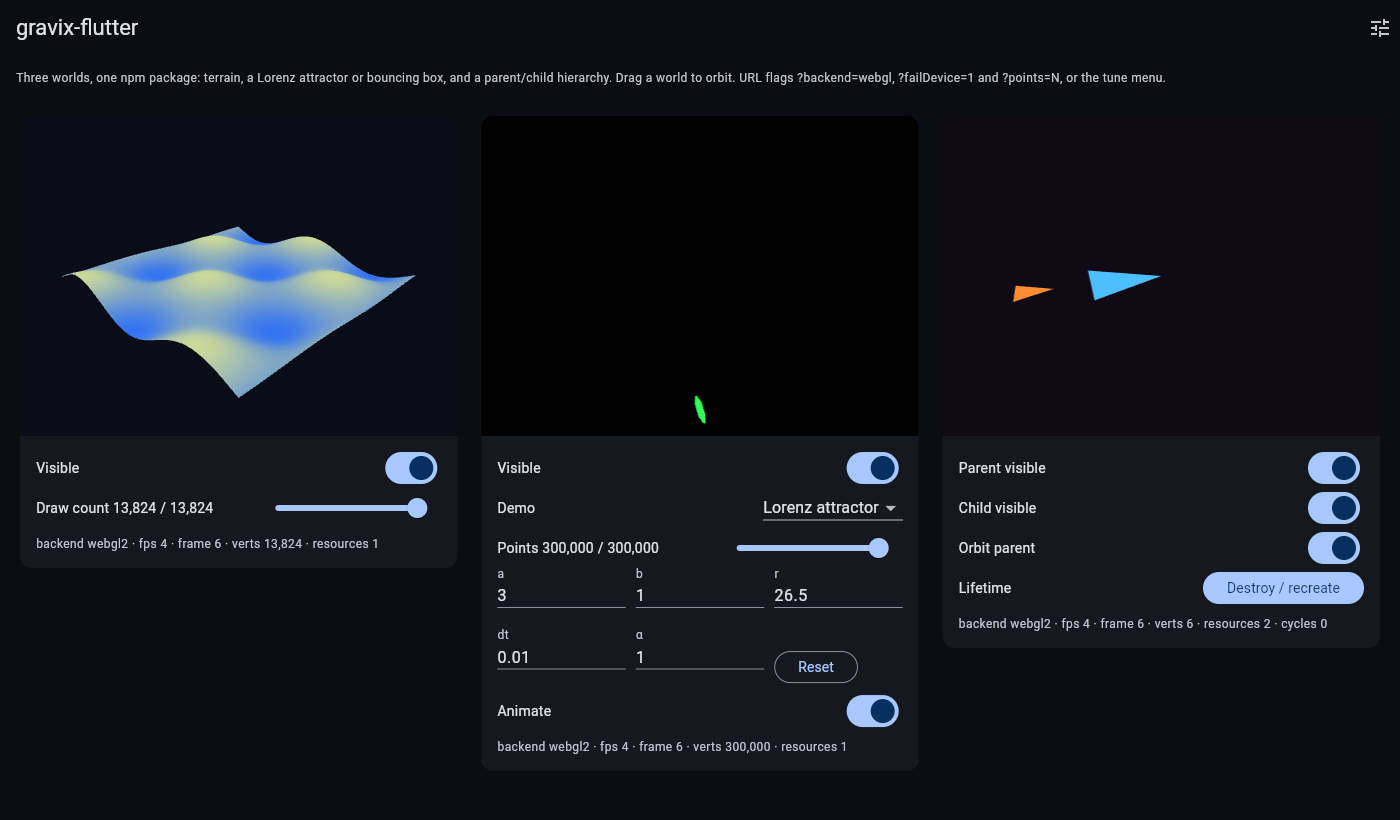 gravix-flutter
Three worlds, one npm package: terrain, a Lorenz attractor or bouncing box, and a parent/child hierarchy. Drag a world to orbit. URL flags ?backend=webgl, ?failDevice=1 and ?points=N, or the tune menu.
Visible
Draw count 13,824 / 13,824
backend webgl2 · fps 4 · frame 6 · verts 13,824 · resources 1
Visible
Demo Lorenz attractor
Points 300,000 / 300,000
a b r
3 1 26.5
dt α
0.01 1 Reset
Animate
backend webgl2 · fps 4 · frame 6 · verts 300,000 · resources 1
Parent visible
Child visible
Orbit parent
Lifetime Destroy / recreate
backend webgl2 · fps 4 · frame 6 · verts 6 · resources 2 · cycles 0